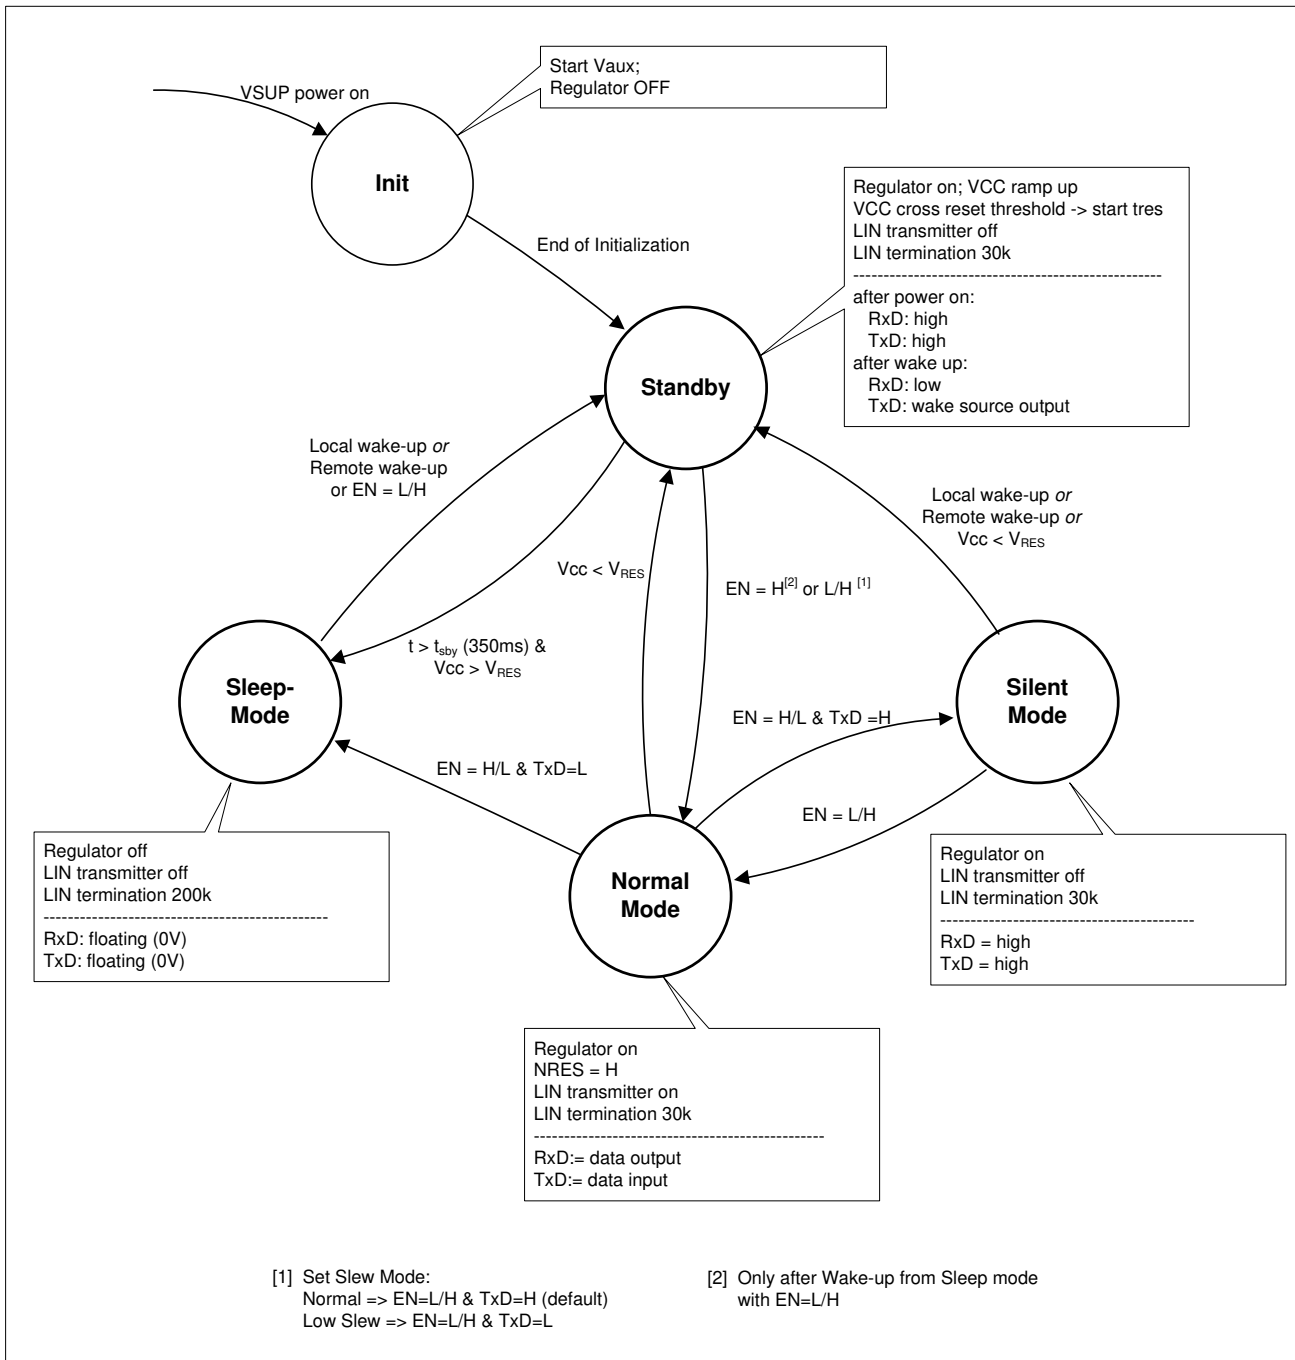 Start Vaux;
Regulator OFF
VSUP power on
Init
Regulator on; VCC ramp up
VCC cross reset threshold -> start tres
LIN transmitter off
LIN termination 30k
---------------------------------------------------
after power on:
RxD: high
TxD: high
after wake up:
RxD: low
TxD: wake source output
End of Initialization
Standby
Local wake-up or
Remote wake-up
or EN = L/H
Local wake-up or
Remote wake-up or
Vcc < VRES
Vcc < VRES
EN = H[2] or L/H [1]
t > tsby (350ms) &
Vcc > VRES
Sleep-
Mode
Silent
Mode
EN = H/L & TxD =H
EN = H/L & TxD=L
EN = L/H
Normal
Mode
Regulator off
LIN transmitter off
LIN termination 200k
-----------------------------------------------
RxD: floating (0V)
TxD: floating (0V)
Regulator on
LIN transmitter off
LIN termination 30k
------------------------------------------
RxD = high
TxD = high
Regulator on
NRES = H
LIN transmitter on
LIN termination 30k
------------------------------------------------
RxD:= data output
TxD:= data input
[1] Set Slew Mode:
Normal => EN=L/H & TxD=H (default)
Low Slew => EN=L/H & TxD=L
[2] Only after Wake-up from Sleep mode
with EN=L/H